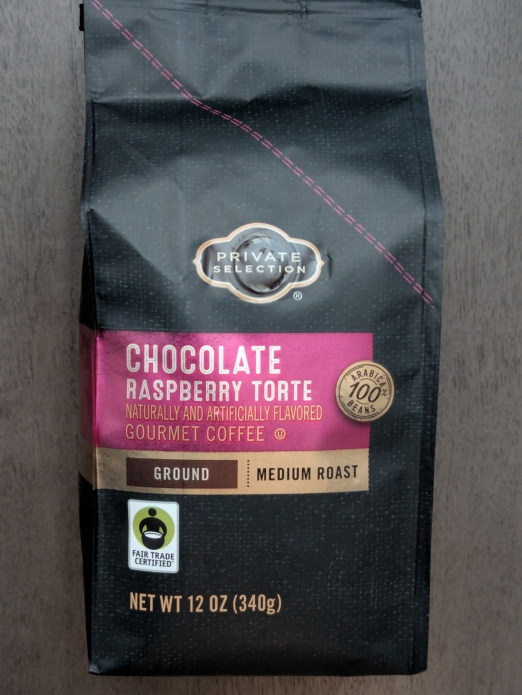 PRIVATE
SELECTION
®
CHOCOLATE
RASPBERRY TORTE
NATURALLY AND ARTIFICIALLY FLAVORED
GOURMET COFFEE Ⓤ
ARABICA
100%
BEANS
GROUND
MEDIUM ROAST
FAIR TRADE
CERTIFIED™
NET WT 12 OZ (340g)